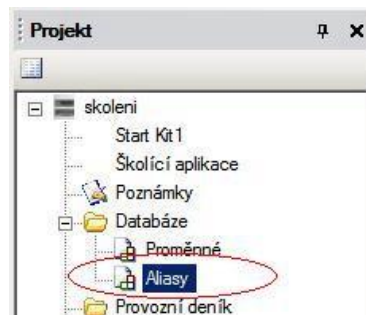 Projekt
skoleni
Start Kit1
Školící aplikace
Poznámky
Databáze
Proměnné
Aliasy
Provozní deník